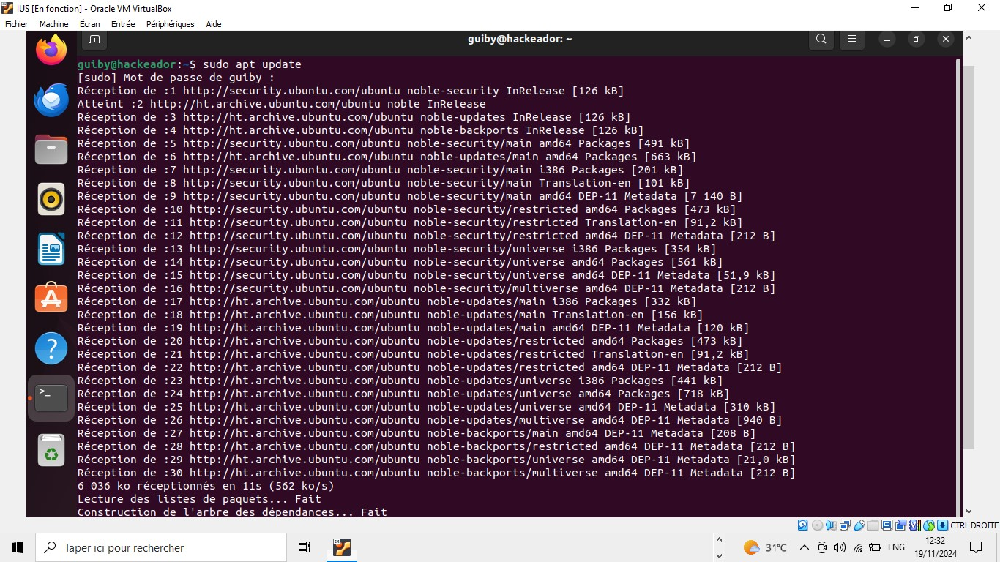 IUS [En fonction] - Oracle VM VirtualBox
Fichier Machine Écran Entrée Périphériques Aide
guiby@hackeador: ~
guiby@hackeador:~$ sudo apt update
[sudo] Mot de passe de guiby :
Réception de :1 http://security.ubuntu.com/ubuntu noble-security InRelease [126 kB]
Atteint :2 http://ht.archive.ubuntu.com/ubuntu noble InRelease
Réception de :3 http://ht.archive.ubuntu.com/ubuntu noble-updates InRelease [126 kB]
Réception de :4 http://ht.archive.ubuntu.com/ubuntu noble-backports InRelease [126 kB]
Réception de :5 http://security.ubuntu.com/ubuntu noble-security/main amd64 Packages [491 kB]
Réception de :6 http://ht.archive.ubuntu.com/ubuntu noble-updates/main amd64 Packages [663 kB]
Réception de :7 http://security.ubuntu.com/ubuntu noble-security/main i386 Packages [201 kB]
Réception de :8 http://security.ubuntu.com/ubuntu noble-security/main Translation-en [101 kB]
Réception de :9 http://security.ubuntu.com/ubuntu noble-security/main amd64 DEP-11 Metadata [7 140 B]
Réception de :10 http://security.ubuntu.com/ubuntu noble-security/restricted amd64 Packages [473 kB]
Réception de :11 http://security.ubuntu.com/ubuntu noble-security/restricted Translation-en [91,2 kB]
Réception de :12 http://security.ubuntu.com/ubuntu noble-security/restricted amd64 DEP-11 Metadata [212 B]
Réception de :13 http://security.ubuntu.com/ubuntu noble-security/universe i386 Packages [354 kB]
Réception de :14 http://security.ubuntu.com/ubuntu noble-security/universe amd64 Packages [561 kB]
Réception de :15 http://security.ubuntu.com/ubuntu noble-security/universe amd64 DEP-11 Metadata [51,9 kB]
Réception de :16 http://security.ubuntu.com/ubuntu noble-security/multiverse amd64 DEP-11 Metadata [212 B]
Réception de :17 http://ht.archive.ubuntu.com/ubuntu noble-updates/main i386 Packages [332 kB]
Réception de :18 http://ht.archive.ubuntu.com/ubuntu noble-updates/main Translation-en [156 kB]
Réception de :19 http://ht.archive.ubuntu.com/ubuntu noble-updates/main amd64 DEP-11 Metadata [120 kB]
Réception de :20 http://ht.archive.ubuntu.com/ubuntu noble-updates/restricted amd64 Packages [473 kB]
Réception de :21 http://ht.archive.ubuntu.com/ubuntu noble-updates/restricted Translation-en [91,2 kB]
Réception de :22 http://ht.archive.ubuntu.com/ubuntu noble-updates/restricted amd64 DEP-11 Metadata [212 B]
Réception de :23 http://ht.archive.ubuntu.com/ubuntu noble-updates/universe i386 Packages [441 kB]
Réception de :24 http://ht.archive.ubuntu.com/ubuntu noble-updates/universe amd64 Packages [718 kB]
Réception de :25 http://ht.archive.ubuntu.com/ubuntu noble-updates/universe amd64 DEP-11 Metadata [310 kB]
Réception de :26 http://ht.archive.ubuntu.com/ubuntu noble-updates/multiverse amd64 DEP-11 Metadata [940 B]
Réception de :27 http://ht.archive.ubuntu.com/ubuntu noble-backports/main amd64 DEP-11 Metadata [208 B]
Réception de :28 http://ht.archive.ubuntu.com/ubuntu noble-backports/restricted amd64 DEP-11 Metadata [212 B]
Réception de :29 http://ht.archive.ubuntu.com/ubuntu noble-backports/universe amd64 DEP-11 Metadata [21,0 kB]
Réception de :30 http://ht.archive.ubuntu.com/ubuntu noble-backports/multiverse amd64 DEP-11 Metadata [212 B]
6 036 ko réceptionnés en 11s (562 ko/s)
Lecture des listes de paquets... Fait
Construction de l'arbre des dépendances... Fait
CTRL DROITE
Taper ici pour rechercher
31°C
ENG
12:32
19/11/2024